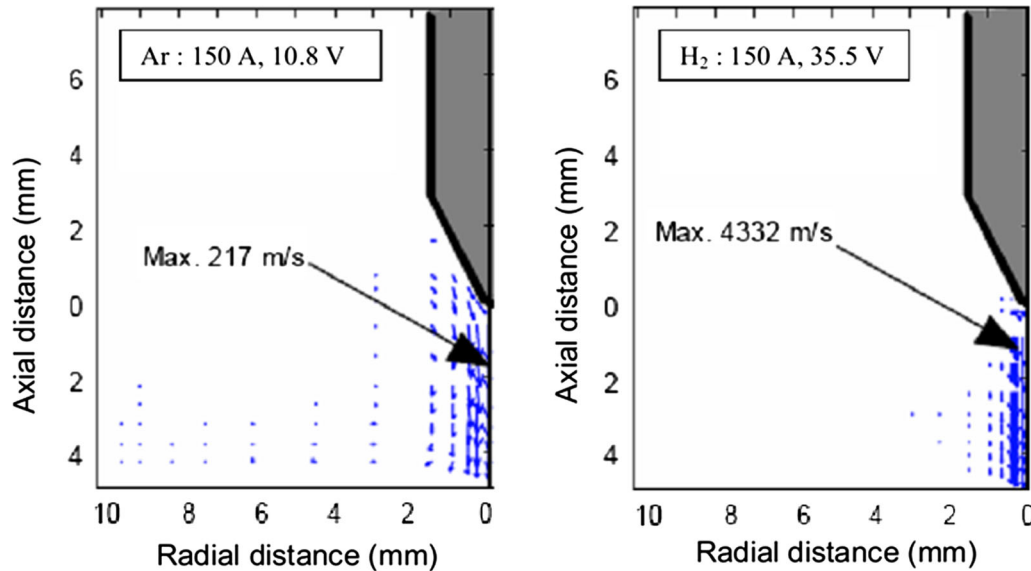 Ar : 150 A, 10.8 V
Axial distance (mm)
6
4
2
0
2
4
Max. 217 m/s
10 8 6 4 2 0
Radial distance (mm)
H₂ : 150 A, 35.5 V
Axial distance (mm)
6
4
2
0
2
4
Max. 4332 m/s
10 8 6 4 2 0
Radial distance (mm)